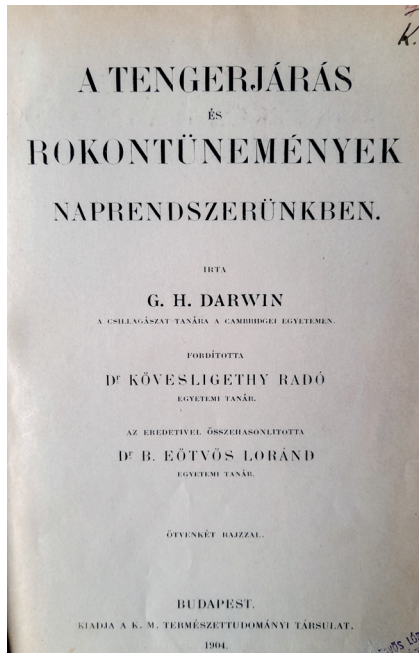 K.
A TENGERJÁRÁS
ÉS
ROKONTÜNEMÉNYEK
NAPRENDSZERÜNKBEN.
IRTA
G. H. DARWIN
A CSILLAGÁSZAT TANÁRA A CAMBRIDGEI EGYETEMEN.
FORDÍTOTTA
Dr KÖVESLIGETHY RADÓ
EGYETEMI TANÁR.
AZ EREDETIVEL ÖSSZEHASONLITOTTA
Dr B. EÖTVÖS LORÁND
EGYETEMI TANÁR.
ÖTVENKÉT RAJZZAL.
BUDAPEST.
KIADJA A K. M. TERMÉSZETTUDOMÁNYI TÁRSULAT.
1904.